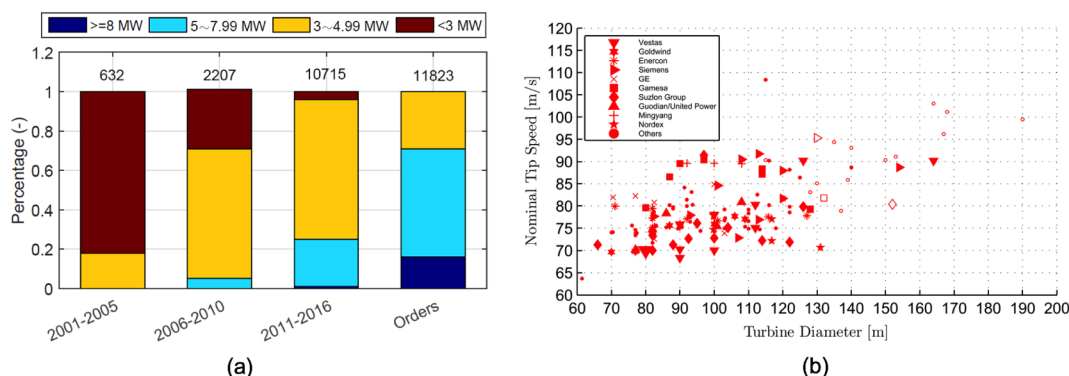 >=8 MW 5~7.99 MW 3~4.99 MW <3 MW
1.2
1
0.8
0.6
0.4
0.2
0
Percentage (-)
632 2207 10715 11823
2001-2005 2006-2010 2011-2016 Orders
(a)
120
115
110
105
100
95
90
85
80
75
70
65
60
Nominal Tip Speed [m/s]
Vestas
Goldwind
Enercon
Siemens
GE
Gamesa
Suzlon Group
Guodian/United Power
Mingyang
Nordex
Others
60 70 80 90 100 110 120 130 140 150 160 170 180 190 200
Turbine Diameter [m]
(b)